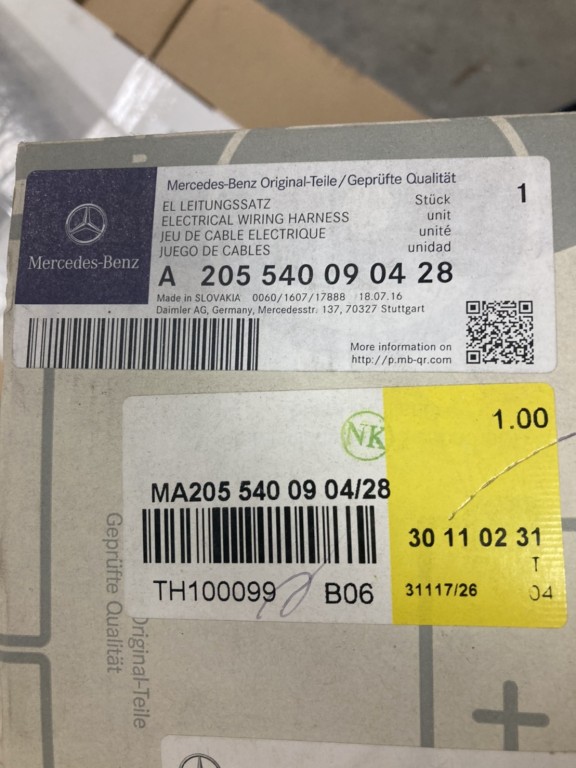 Mercedes-Benz Original-Teile/Geprüfte Qualität
EL LEITUNGSSATZ
ELECTRICAL WIRING HARNESS
JEU DE CABLE ELECTRIQUE
JUEGO DE CABLES
Stück
unit
unité
unidad
1
Mercedes-Benz
A 205 540 09 04 28
Made in SLOVAKIA 0060/1607/17888 18.07.16
Daimler AG, Germany, Mercedesstr. 137, 70327 Stuttgart
More information on
http://p.mb-qr.com
NK
1.00
MA205 540 09 04/28
30 11 02 31
T
TH100099 B06
31117/26 04
Geprüfte Qualität
Original-Teile